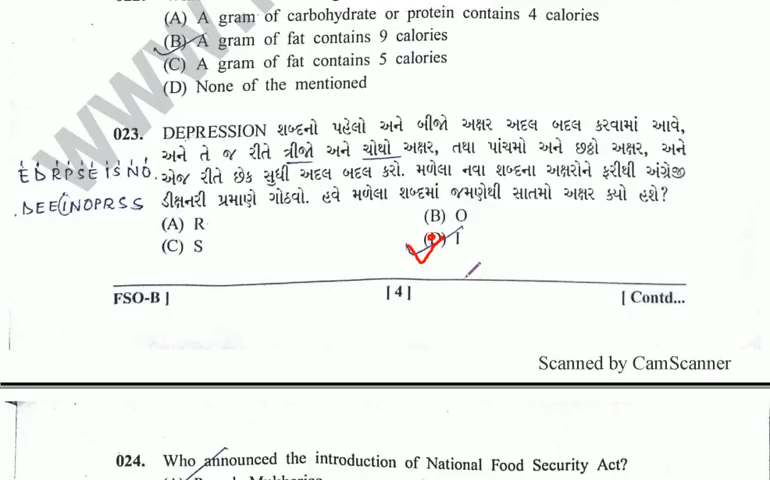 (A) A gram of carbohydrate or protein contains 4 calories
(B) A gram of fat contains 9 calories
(C) A gram of fat contains 5 calories
(D) None of the mentioned
023. DEPRESSION શબ્દનો પહેલો અને બીજો અક્ષર અદલ બદલ કરવામાં આવે,
અને તે જ રીતે ત્રીજો અને ચોથો અક્ષર, તથા પાંચમો અને છઠ્ઠો અક્ષર, અને
EDRPSEISNO. એજ રીતે છેક સુધી અદલ બદલ કરો. મળેલા નવા શબ્દના અક્ષરોને ફરીથી અંગ્રેજી
DEEINOPRSS ડીક્ષનરી પ્રમાણે ગોઠવો. હવે મળેલા શબ્દમાં જમણેથી સાતમો અક્ષર ક્યો હશે?
(A) R (B) O
(C) S (D) I
FSO-B ] [ 4 ] [ Contd...
Scanned by CamScanner
024. Who announced the introduction of National Food Security Act?